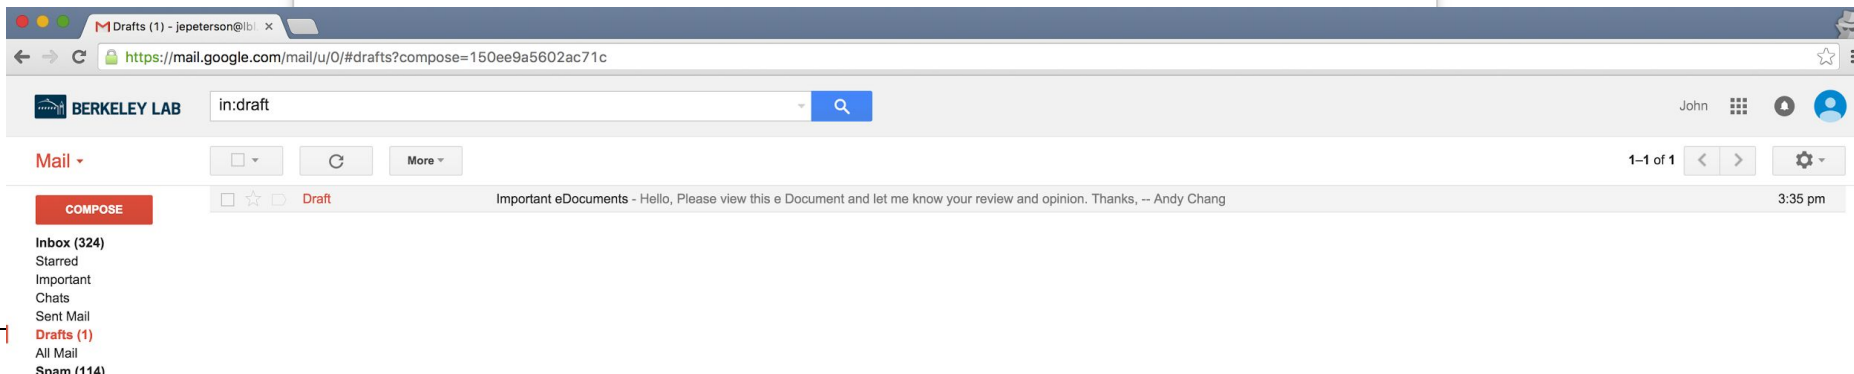 Drafts (1) - jepeterson@lbl
https://mail.google.com/mail/u/0/#drafts?compose=150ee9a5602ac71c
BERKELEY LAB
in:draft
John
Mail
More
1–1 of 1
COMPOSE
Draft
Important eDocuments - Hello, Please view this e Document and let me know your review and opinion. Thanks, -- Andy Chang
3:35 pm
Inbox (324)
Starred
Important
Chats
Sent Mail
Drafts (1)
All Mail
Spam (114)